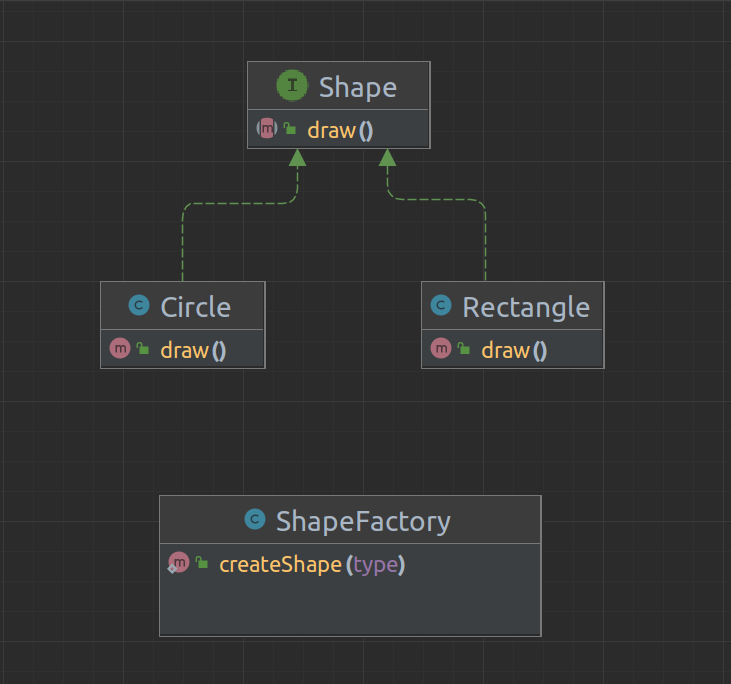 Shape
draw()
Circle
draw()
Rectangle
draw()
ShapeFactory
createShape(type)